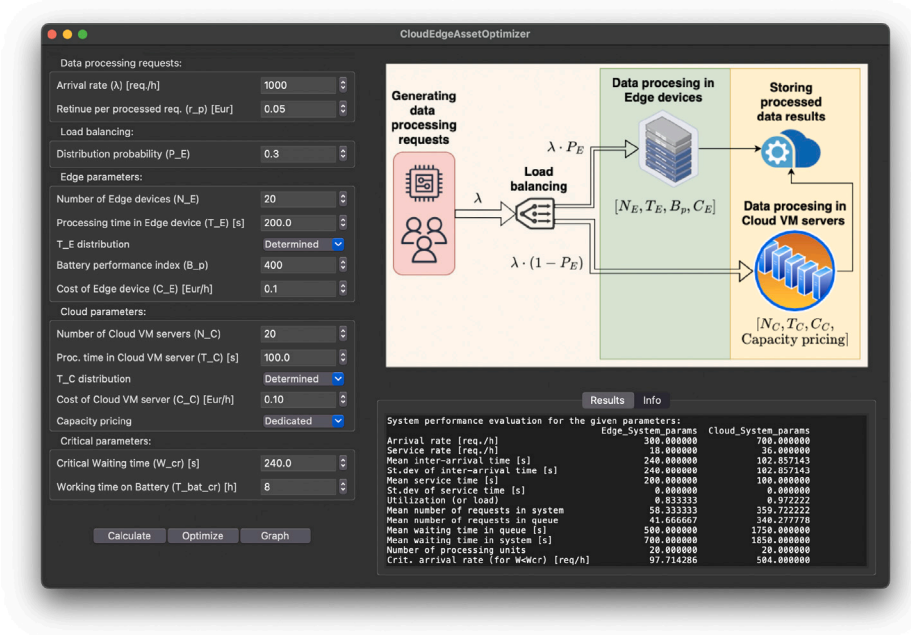 CloudEdgeAssetOptimizer
Data processing requests:
Arrival rate (λ) [req./h] 1000
Retinue per processed req. (r_p) [Eur] 0.05
Load balancing:
Distribution probability (P_E) 0.3
Edge parameters:
Number of Edge devices (N_E) 20
Processing time in Edge device (T_E) [s] 200.0
T_E distribution Determined
Battery performance index (B_p) 400
Cost of Edge device (C_E) [Eur/h] 0.1
Cloud parameters:
Number of Cloud VM servers (N_C) 20
Proc. time in Cloud VM server (T_C) [s] 100.0
T_C distribution Determined
Cost of Cloud VM server (C_C) [Eur/h] 0.10
Capacity pricing Dedicated
Critical parameters:
Critical Waiting time (W_cr) [s] 240.0
Working time on Battery (T_bat_cr) [h] 8
Calculate Optimize Graph
Generating
data
processing
requests
λ
Load
balancing
λ · P_E
λ · (1 − P_E)
Data procesing in
Edge devices
[N_E, T_E, B_p, C_E]
Storing
processed
data results
Data procesing in
Cloud VM servers
[N_C, T_C, C_C,
Capacity pricing]
Results Info
System performance evaluation for the given parameters:
Edge_System_params Cloud_System_params
Arrival rate [req./h] 300.000000 700.000000
Service rate [req./h] 18.000000 36.000000
Mean inter-arrival time [s] 240.000000 102.857143
St.dev of inter-arrival time [s] 240.000000 102.857143
Mean service time [s] 200.000000 100.000000
St.dev of service time [s] 0.000000 0.000000
Utilization (or load) 0.833333 0.972222
Mean number of requests in system 58.333333 359.722222
Mean number of requests in queue 41.666667 340.277778
Mean waiting time in queue [s] 500.000000 1750.000000
Mean waiting time in system [s] 700.000000 1850.000000
Number of processing units 20.000000 20.000000
Crit. arrival rate (for W<Wcr) [req/h] 97.714286 504.000000